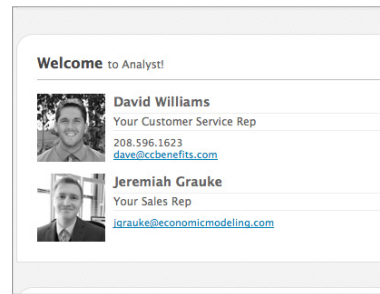 Welcome to Analyst!
David Williams
Your Customer Service Rep
208.596.1623
dave@ccbenefits.com
Jeremiah Grauke
Your Sales Rep
jgrauke@economicmodeling.com